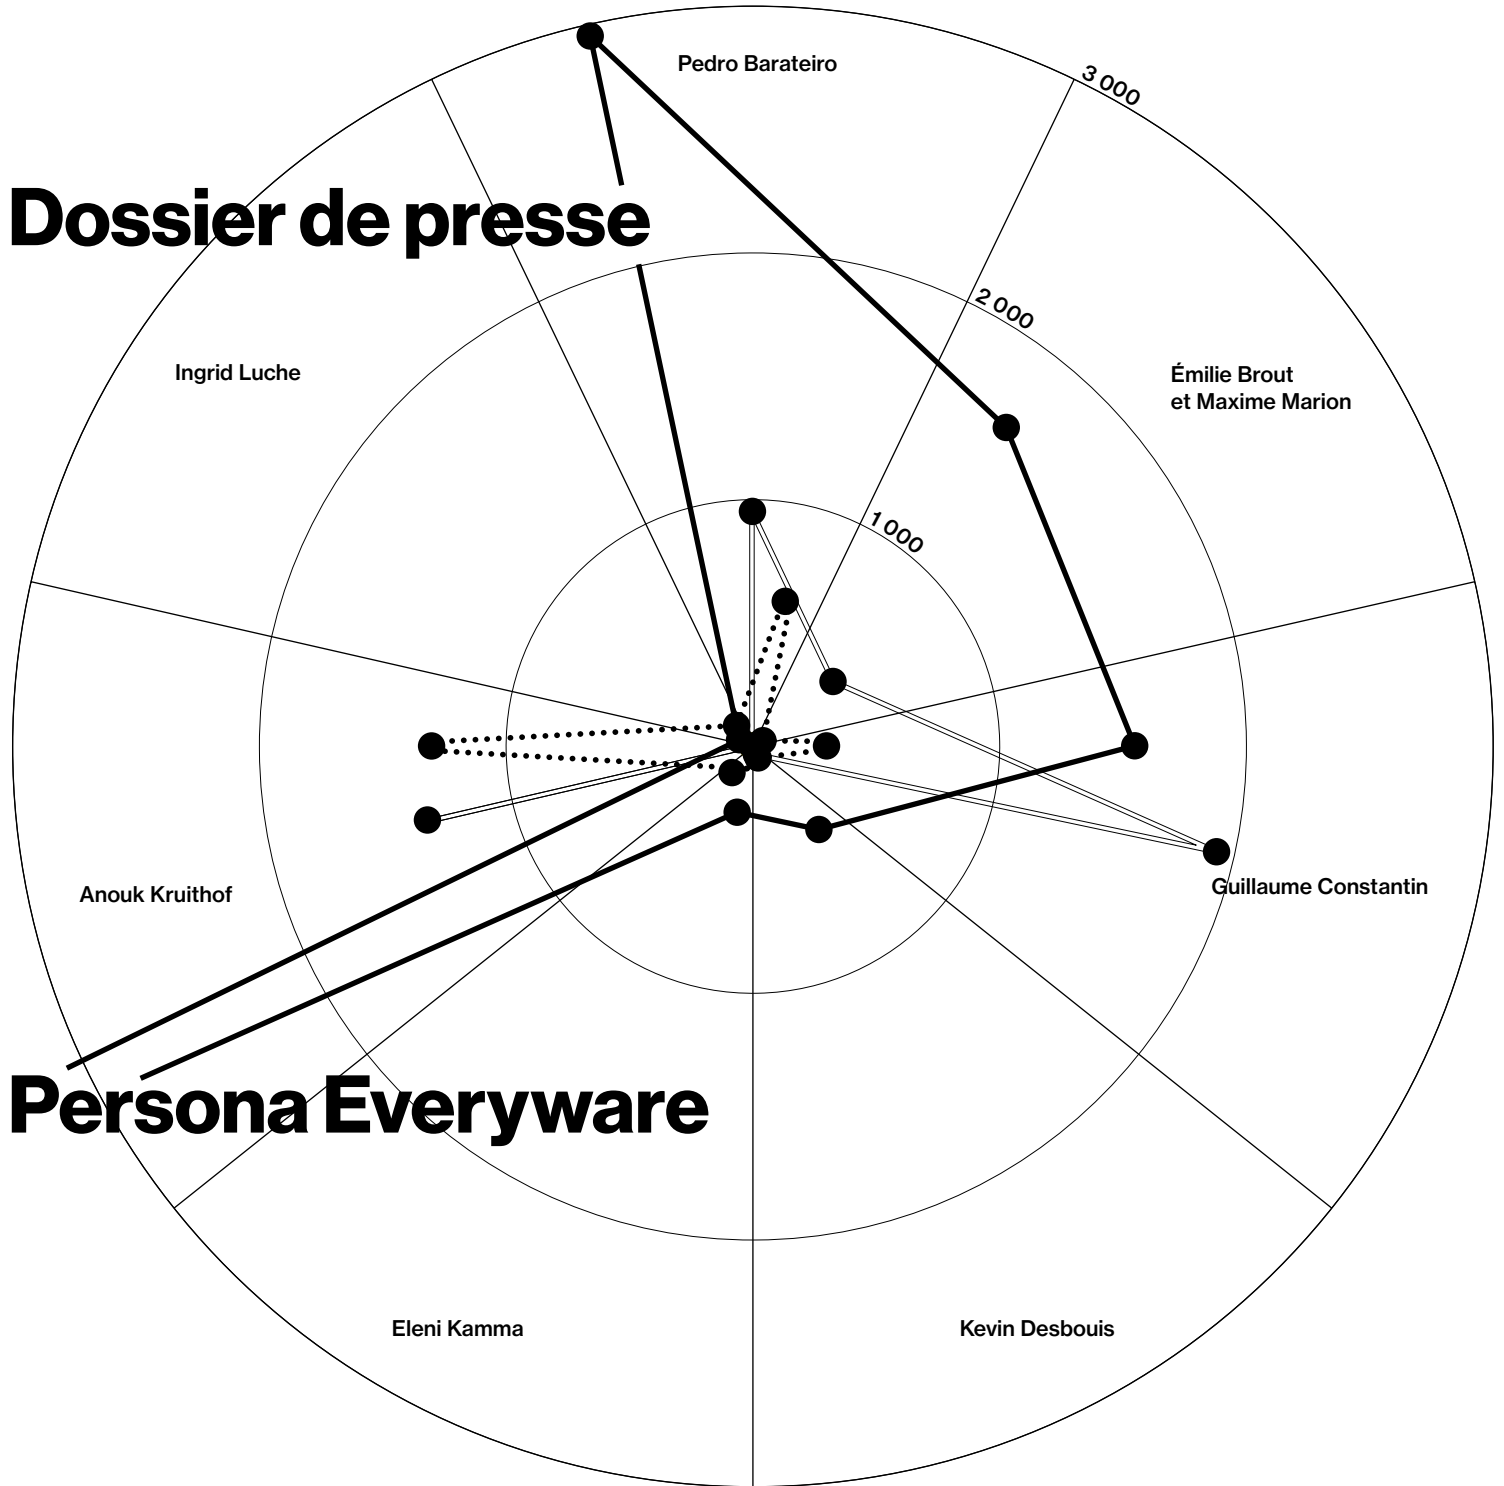 Pedro Barateiro
3 000
Dossier de presse
2 000
Ingrid Luche
Émilie Brout
et Maxime Marion
1 000
Guillaume Constantin
Anouk Kruithof
Persona Everyware
Eleni Kamma
Kevin Desbouis